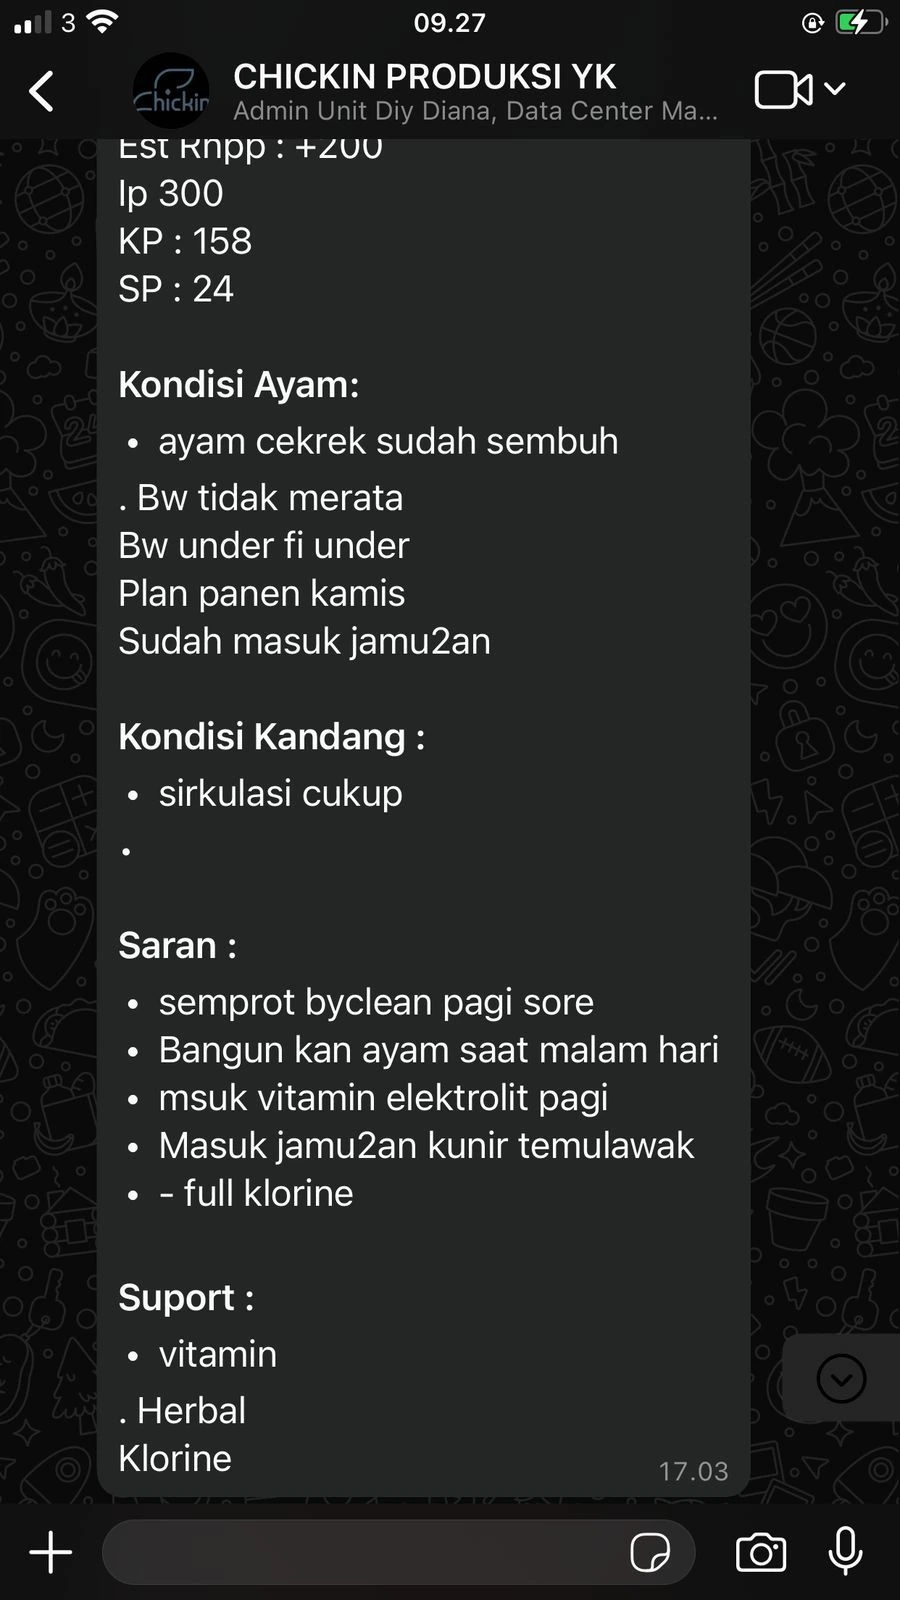 3
09.27
Chickin
CHICKIN PRODUKSI YK
Admin Unit Diy Diana, Data Center Ma...
Est Rhpp : +200
Ip 300
KP : 158
SP : 24
Kondisi Ayam:
• ayam cekrek sudah sembuh
. Bw tidak merata
Bw under fi under
Plan panen kamis
Sudah masuk jamu2an
Kondisi Kandang :
• sirkulasi cukup
•
Saran :
• semprot byclean pagi sore
• Bangun kan ayam saat malam hari
• msuk vitamin elektrolit pagi
• Masuk jamu2an kunir temulawak
• - full klorine
Suport :
• vitamin
. Herbal
Klorine
17.03